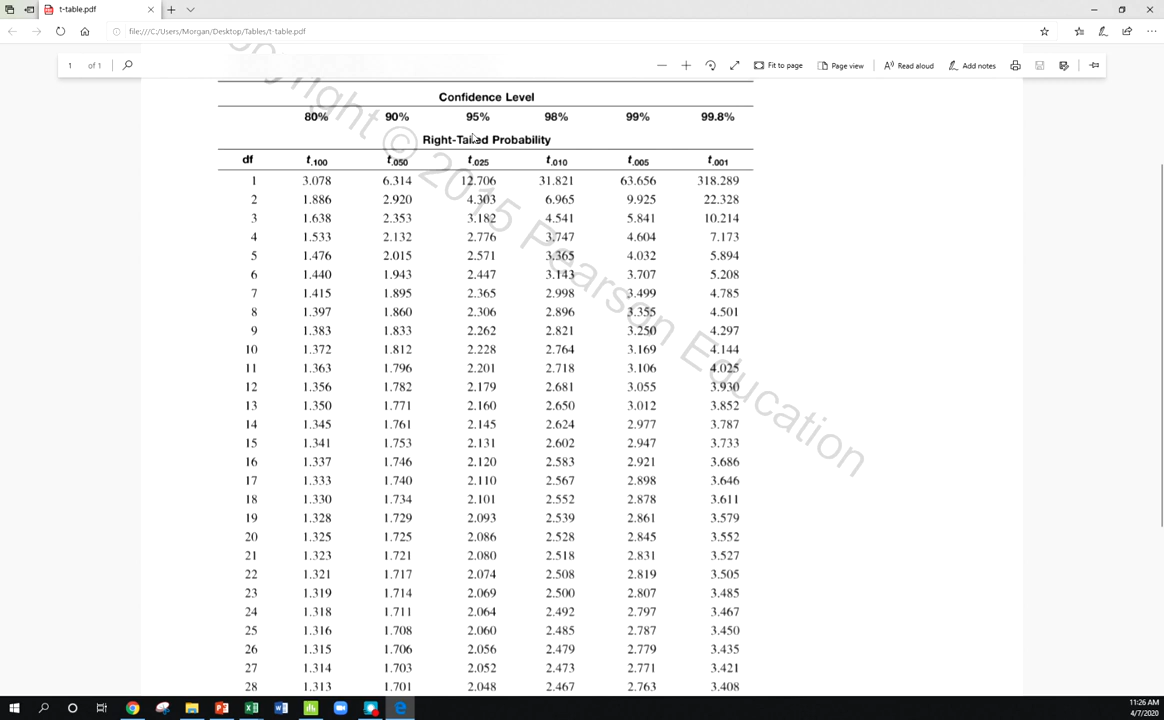 t-table.pdf
file:///C:/Users/Morgan/Desktop/Tables/t-table.pdf
1 of 1
Fit to page
Page view
Read aloud
Add notes
Confidence Level
80% 90% 95% 98% 99% 99.8%
Right-Tailed Probability
df t.100 t.050 t.025 t.010 t.005 t.001
1 3.078 6.314 12.706 31.821 63.656 318.289
2 1.886 2.920 4.303 6.965 9.925 22.328
3 1.638 2.353 3.182 4.541 5.841 10.214
4 1.533 2.132 2.776 3.747 4.604 7.173
5 1.476 2.015 2.571 3.365 4.032 5.894
6 1.440 1.943 2.447 3.143 3.707 5.208
7 1.415 1.895 2.365 2.998 3.499 4.785
8 1.397 1.860 2.306 2.896 3.355 4.501
9 1.383 1.833 2.262 2.821 3.250 4.297
10 1.372 1.812 2.228 2.764 3.169 4.144
11 1.363 1.796 2.201 2.718 3.106 4.025
12 1.356 1.782 2.179 2.681 3.055 3.930
13 1.350 1.771 2.160 2.650 3.012 3.852
14 1.345 1.761 2.145 2.624 2.977 3.787
15 1.341 1.753 2.131 2.602 2.947 3.733
16 1.337 1.746 2.120 2.583 2.921 3.686
17 1.333 1.740 2.110 2.567 2.898 3.646
18 1.330 1.734 2.101 2.552 2.878 3.611
19 1.328 1.729 2.093 2.539 2.861 3.579
20 1.325 1.725 2.086 2.528 2.845 3.552
21 1.323 1.721 2.080 2.518 2.831 3.527
22 1.321 1.717 2.074 2.508 2.819 3.505
23 1.319 1.714 2.069 2.500 2.807 3.485
24 1.318 1.711 2.064 2.492 2.797 3.467
25 1.316 1.708 2.060 2.485 2.787 3.450
26 1.315 1.706 2.056 2.479 2.779 3.435
27 1.314 1.703 2.052 2.473 2.771 3.421
28 1.313 1.701 2.048 2.467 2.763 3.408
© 2015 Pearson Education
11:26 AM
4/7/2020